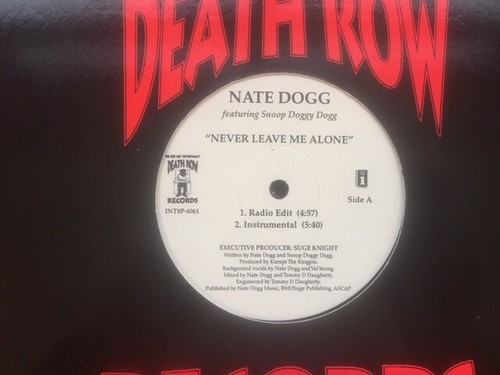 DEATH ROW
NATE DOGG
featuring Snoop Doggy Dogg
"NEVER LEAVE ME ALONE"
DEATH ROW
RECORDS
INT8P-6061
Side A
1. Radio Edit (4:57)
2. Instrumental (5:40)
EXECUTIVE PRODUCER: SUGE KNIGHT
Written by Nate Dogg and Snoop Doggy Dogg.
Produced by Kurupt The Kingpin.
Background vocals by Nate Dogg and Val Young.
Mixed by Nate Dogg and Tommy D Daugherty.
Engineered by Tommy D Daugherty.
Published by Nate Dogg Music, BMI/Suge Publishing, ASCAP
RECORDS